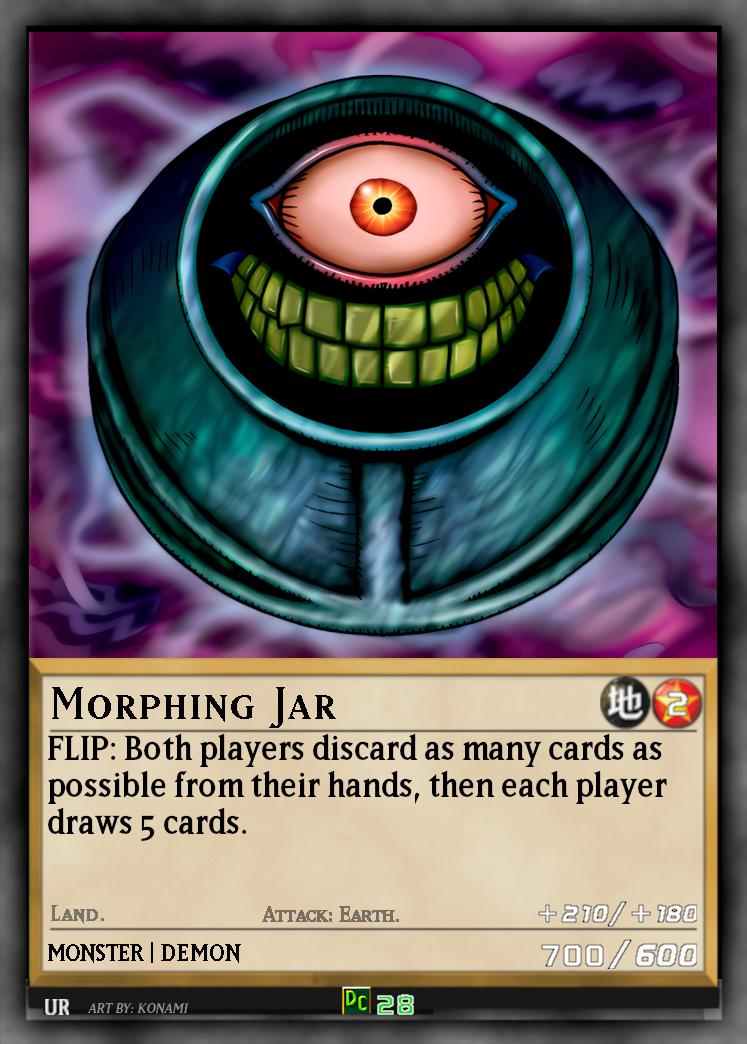 Morphing Jar 地 2
FLIP: Both players discard as many cards as
possible from their hands, then each player
draws 5 cards.
Land. Attack: Earth. +210/+180
MONSTER | DEMON 700/600
UR ART BY: KONAMI DC 28